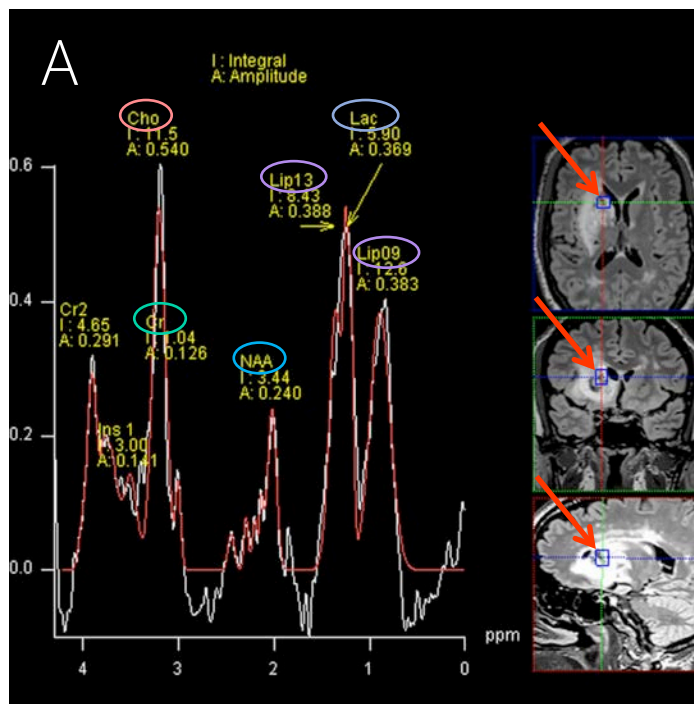 A
I : Integral
A: Amplitude
Cho
I : 11.5
A: 0.540
Lac
I : 5.90
A: 0.369
0.6
Lip13
I : 8.43
A: 0.388
Lip09
I : 12.6
A: 0.383
0.4
Cr2
I : 4.65
A: 0.291
Cr
A: 0.126
NAA
I : 3.44
A: 0.240
0.2
Ins 1
3.00
A: 0.141
0.0
4
3
2
1
0
ppm